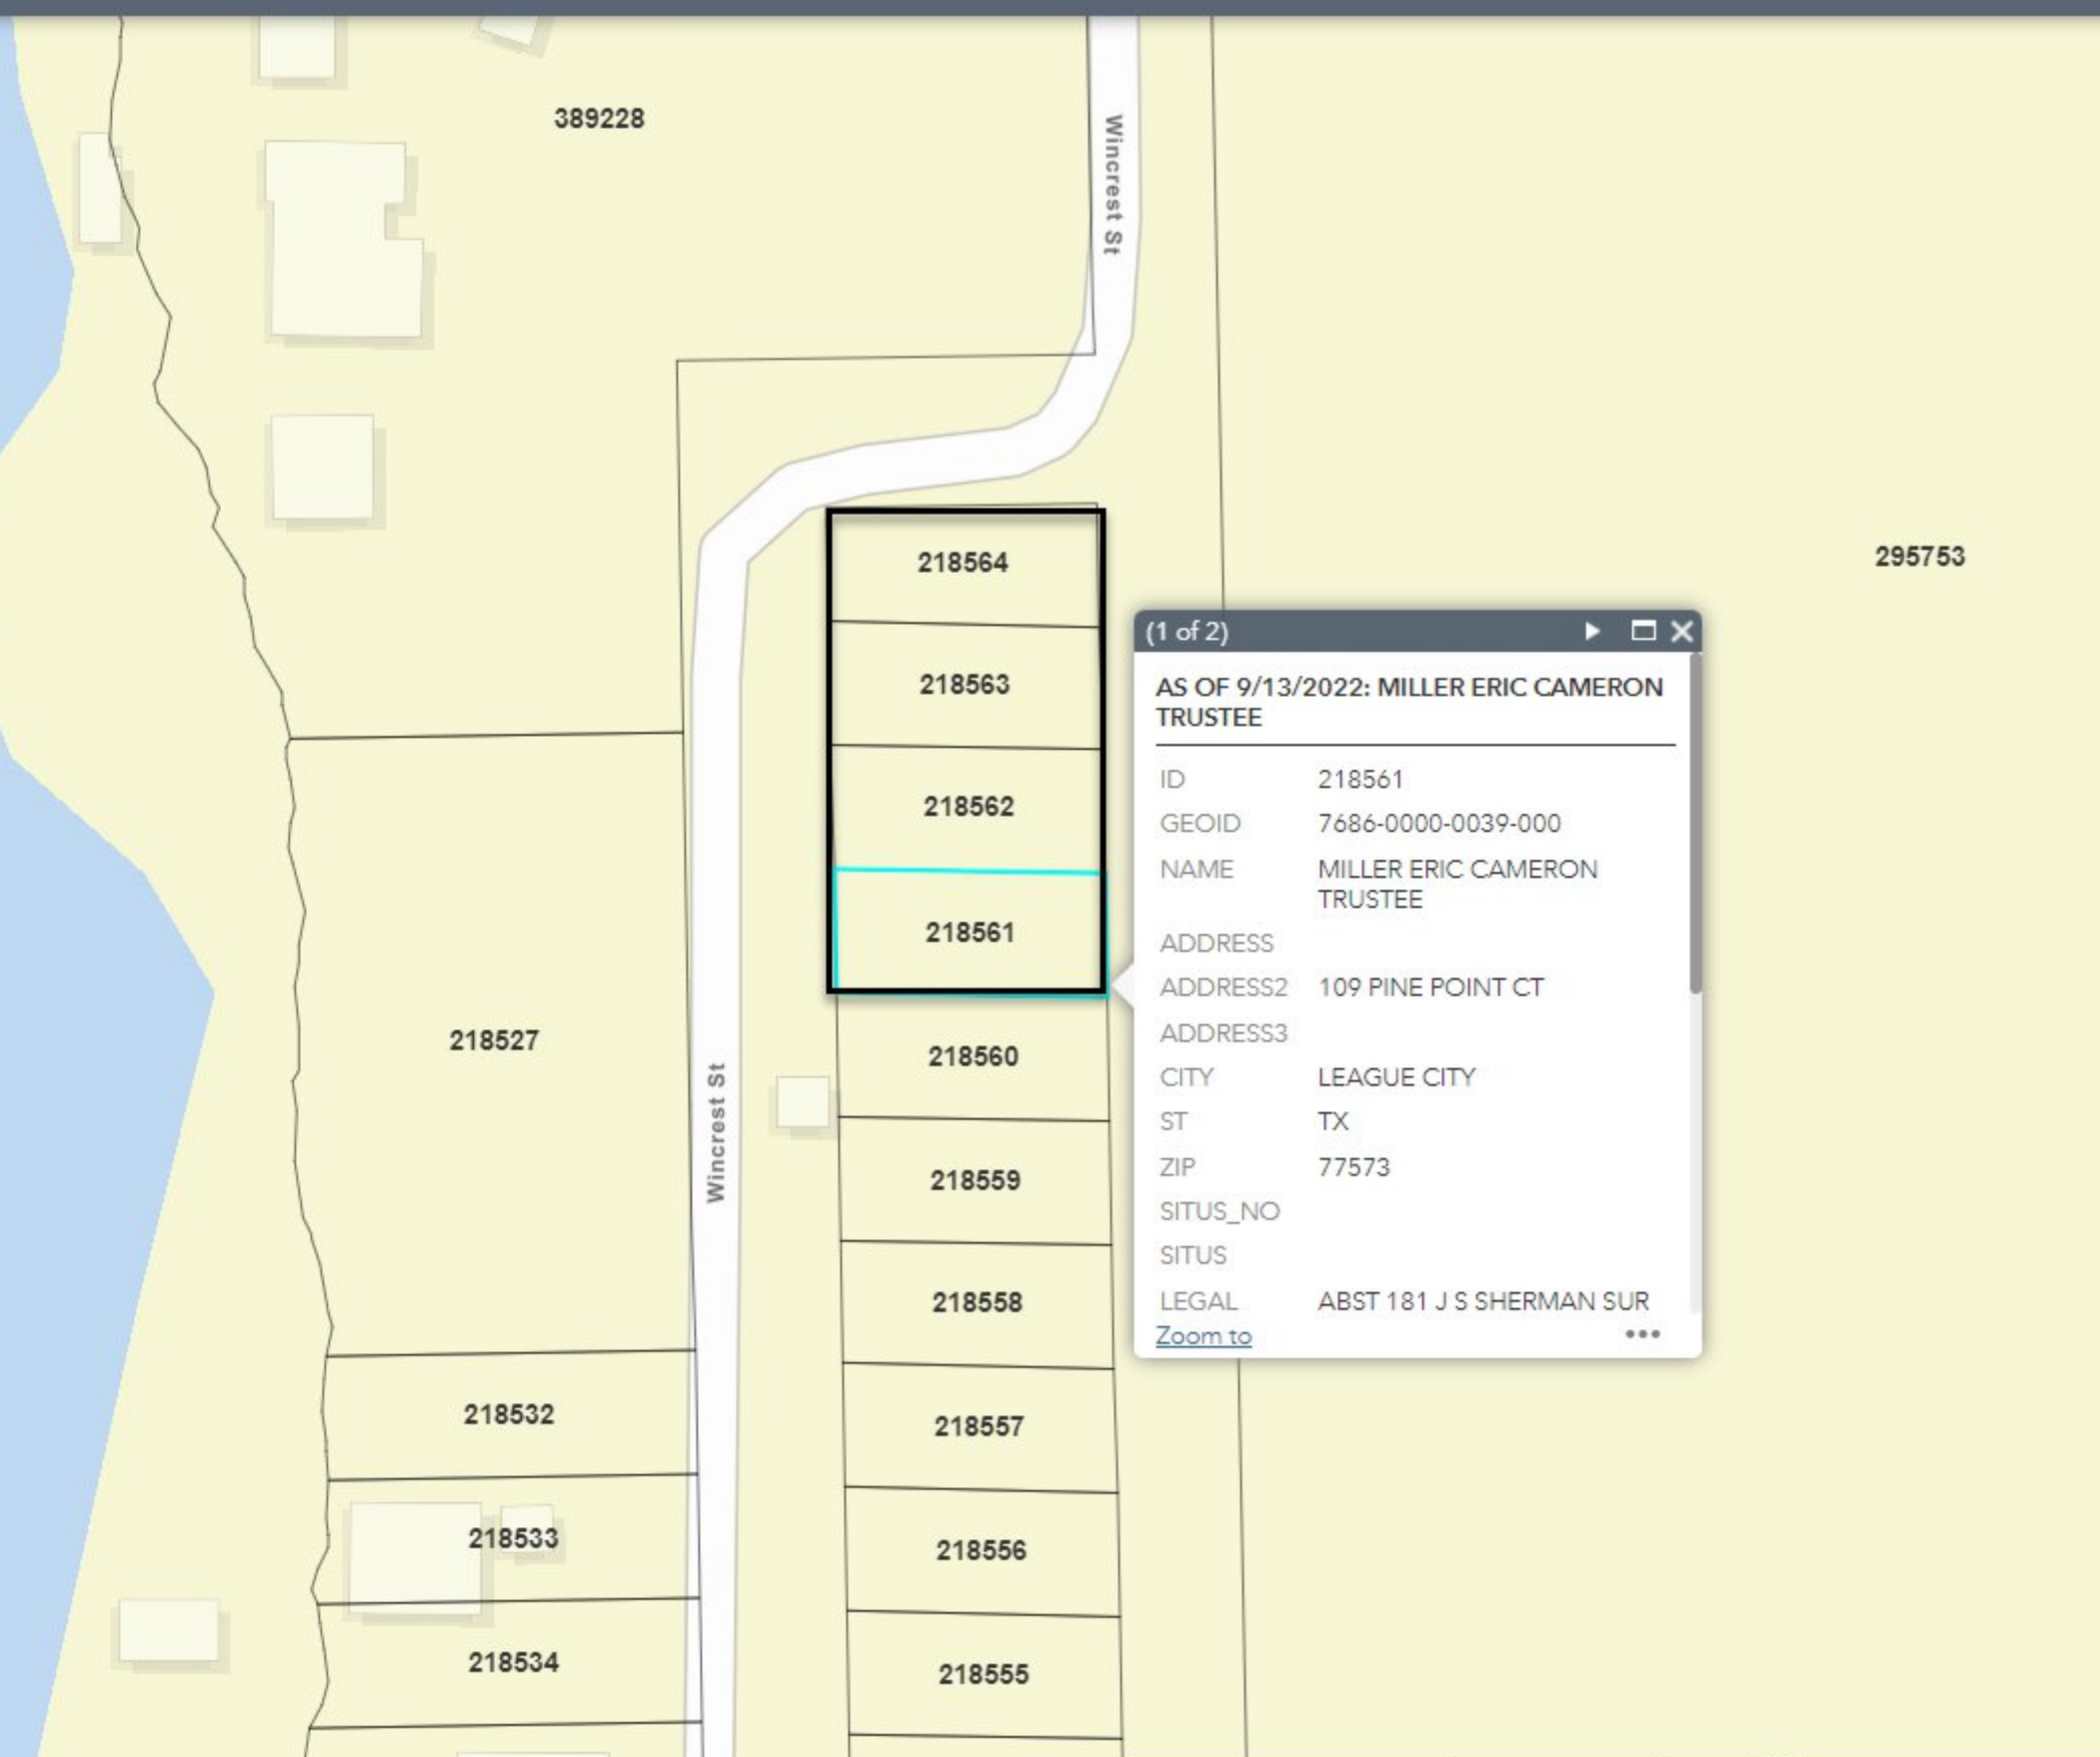 389228
Wincrest St
218564
295753
218563
218562
218561
218527
218560
Wincrest St
218559
218558
218557
218532
218556
218533
218534
218555
(1 of 2)
AS OF 9/13/2022: MILLER ERIC CAMERON
TRUSTEE
ID 218561
GEOID 7686-0000-0039-000
NAME MILLER ERIC CAMERON
TRUSTEE
ADDRESS
ADDRESS2 109 PINE POINT CT
ADDRESS3
CITY LEAGUE CITY
ST TX
ZIP 77573
SITUS_NO
SITUS
LEGAL ABST 181 J S SHERMAN SUR
Zoom to